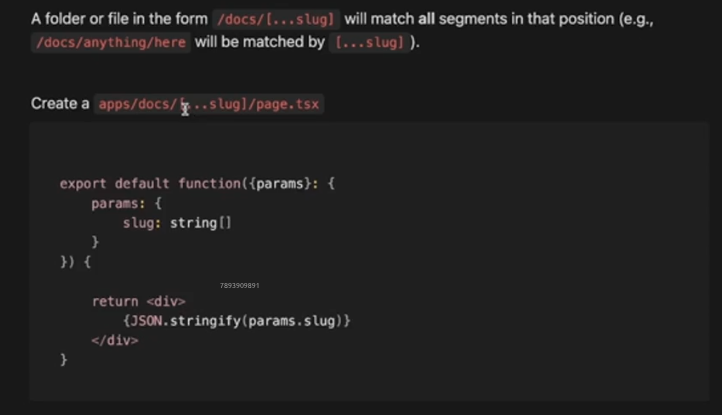 A folder or file in the form /docs/[...slug] will match all segments in that position (e.g.,
/docs/anything/here will be matched by [...slug] ).
Create a apps/docs/[...slug]/page.tsx
export default function({params}: {
params: {
slug: string[]
}
}) {
7893909891
return <div>
{JSON.stringify(params.slug)}
</div>
}